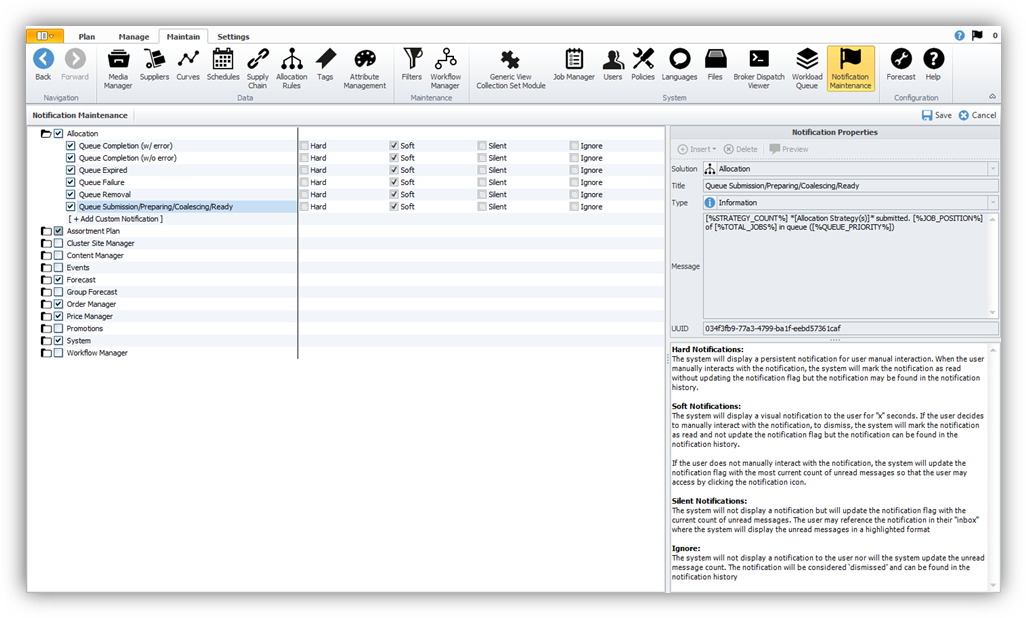 Plan Manage Maintain Settings 0
Back Forward Media Manager Suppliers Curves Schedules Supply Chain Allocation Rules Tags Attribute Management Filters Workflow Manager Generic View Collection Set Module Job Manager Users Policies Languages Files Broker Dispatch Viewer Workload Queue Notification Maintenance Forecast Help
Navigation Data Maintenance System Configuration
Notification Maintenance Save Cancel
Allocation
Queue Completion (w/ error) Hard Soft Silent Ignore
Queue Completion (w/o error) Hard Soft Silent Ignore
Queue Expired Hard Soft Silent Ignore
Queue Failure Hard Soft Silent Ignore
Queue Removal Hard Soft Silent Ignore
Queue Submission/Preparing/Coalescing/Ready Hard Soft Silent Ignore
[ + Add Custom Notification ]
Assortment Plan
Cluster Site Manager
Content Manager
Events
Forecast
Group Forecast
Order Manager
Price Manager
Promotions
System
Workflow Manager
Notification Properties
Insert Delete Preview
Solution Allocation
Title Queue Submission/Preparing/Coalescing/Ready
Type Information
[%STRATEGY_COUNT%] "[Allocation Strategy(s)]" submitted. [%JOB_POSITION%]
of [%TOTAL_JOBS%] in queue ([%QUEUE_PRIORITY%])
Message
UUID 034f3fb9-77a3-4799-ba1f-eebd57361caf
Hard Notifications:
The system will display a persistent notification for user manual interaction. When the user
manually interacts with the notification, the system will mark the notification as read
without updating the notification flag but the notification may be found in the notification
history.
Soft Notifications:
The system will display a visual notification to the user for "x" seconds. If the user decides
to manually interact with the notification, to dismiss, the system will mark the notification
as read and not update the notification flag but the notification can be found in the
notification history.
If the user does not manually interact with the notification, the system will update the
notification flag with the most current count of unread messages so that the user may
access by clicking the notification icon.
Silent Notifications:
The system will not display a notification but will update the notification flag with the
current count of unread messages. The user may reference the notification in their "inbox"
where the system will display the unread messages in a highlighted format
Ignore:
The system will not display a notification to the user nor will the system update the unread
message count. The notification will be considered 'dismissed' and can be found in the
notification history